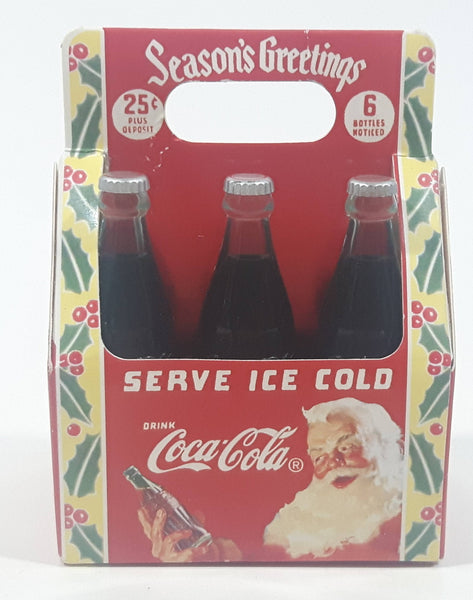 Season's Greetings
25¢
PLUS
DEPOSIT
6
BOTTLES
NOTICED
SERVE ICE COLD
DRINK
Coca-Cola®